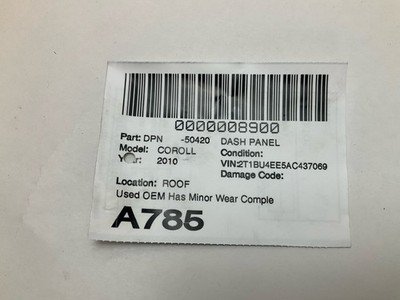 0000008900
Part: DPN -50420 DASH PANEL
Model: COROLL Condition:
Year: 2010 VIN:2T1BU4EE5AC437069
Damage Code:
Location: ROOF
Used OEM Has Minor Wear Comple
A785